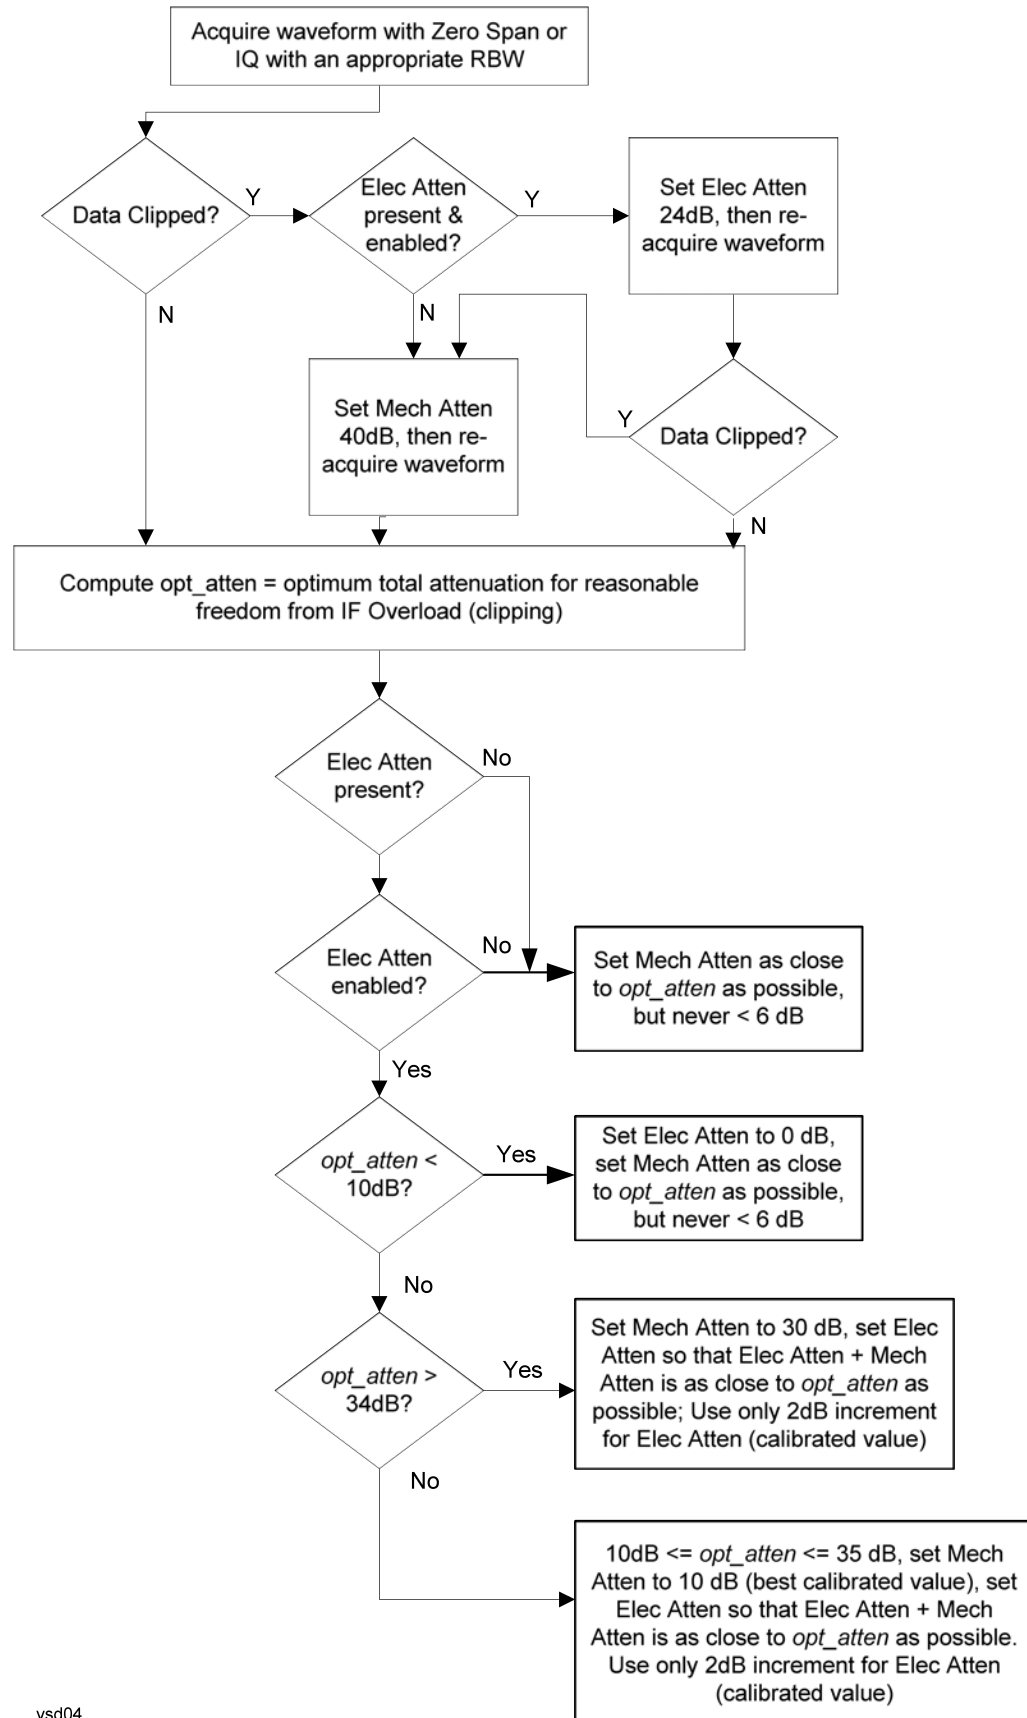 Acquire waveform with Zero Span or
IQ with an appropriate RBW
Data Clipped?
Y
N
Elec Atten
present &
enabled?
Y
N
Set Elec Atten
24dB, then re-
acquire waveform
Set Mech Atten
40dB, then re-
acquire waveform
Y
Data Clipped?
N
Compute opt_atten = optimum total attenuation for reasonable
freedom from IF Overload (clipping)
Elec Atten
present?
No
Elec Atten
enabled?
No
Yes
Set Mech Atten as close
to opt_atten as possible,
but never < 6 dB
opt_atten <
10dB?
Yes
No
Set Elec Atten to 0 dB,
set Mech Atten as close
to opt_atten as possible,
but never < 6 dB
opt_atten >
34dB?
Yes
No
Set Mech Atten to 30 dB, set Elec
Atten so that Elec Atten + Mech
Atten is as close to opt_atten as
possible; Use only 2dB increment
for Elec Atten (calibrated value)
10dB <= opt_atten <= 35 dB, set Mech
Atten to 10 dB (best calibrated value), set
Elec Atten so that Elec Atten + Mech
Atten is as close to opt_atten as possible.
Use only 2dB increment for Elec Atten
(calibrated value)
vsd04